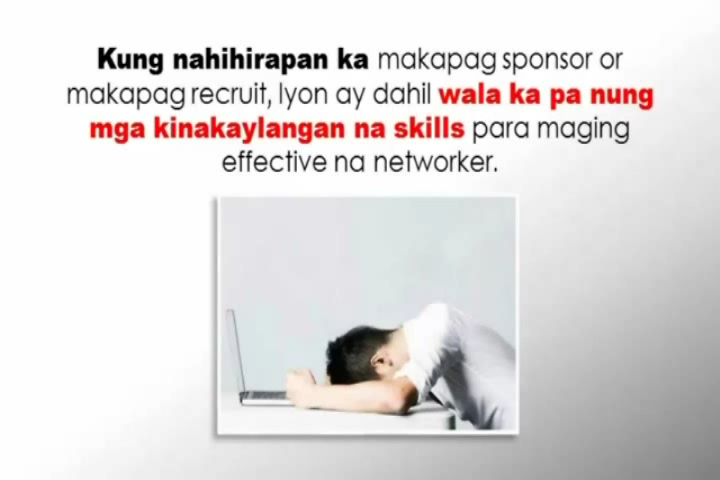 Kung nahihirapan ka makapag sponsor or
makapag recruit, Iyon ay dahil wala ka pa nung
mga kinakaylangan na skills para maging
effective na networker.